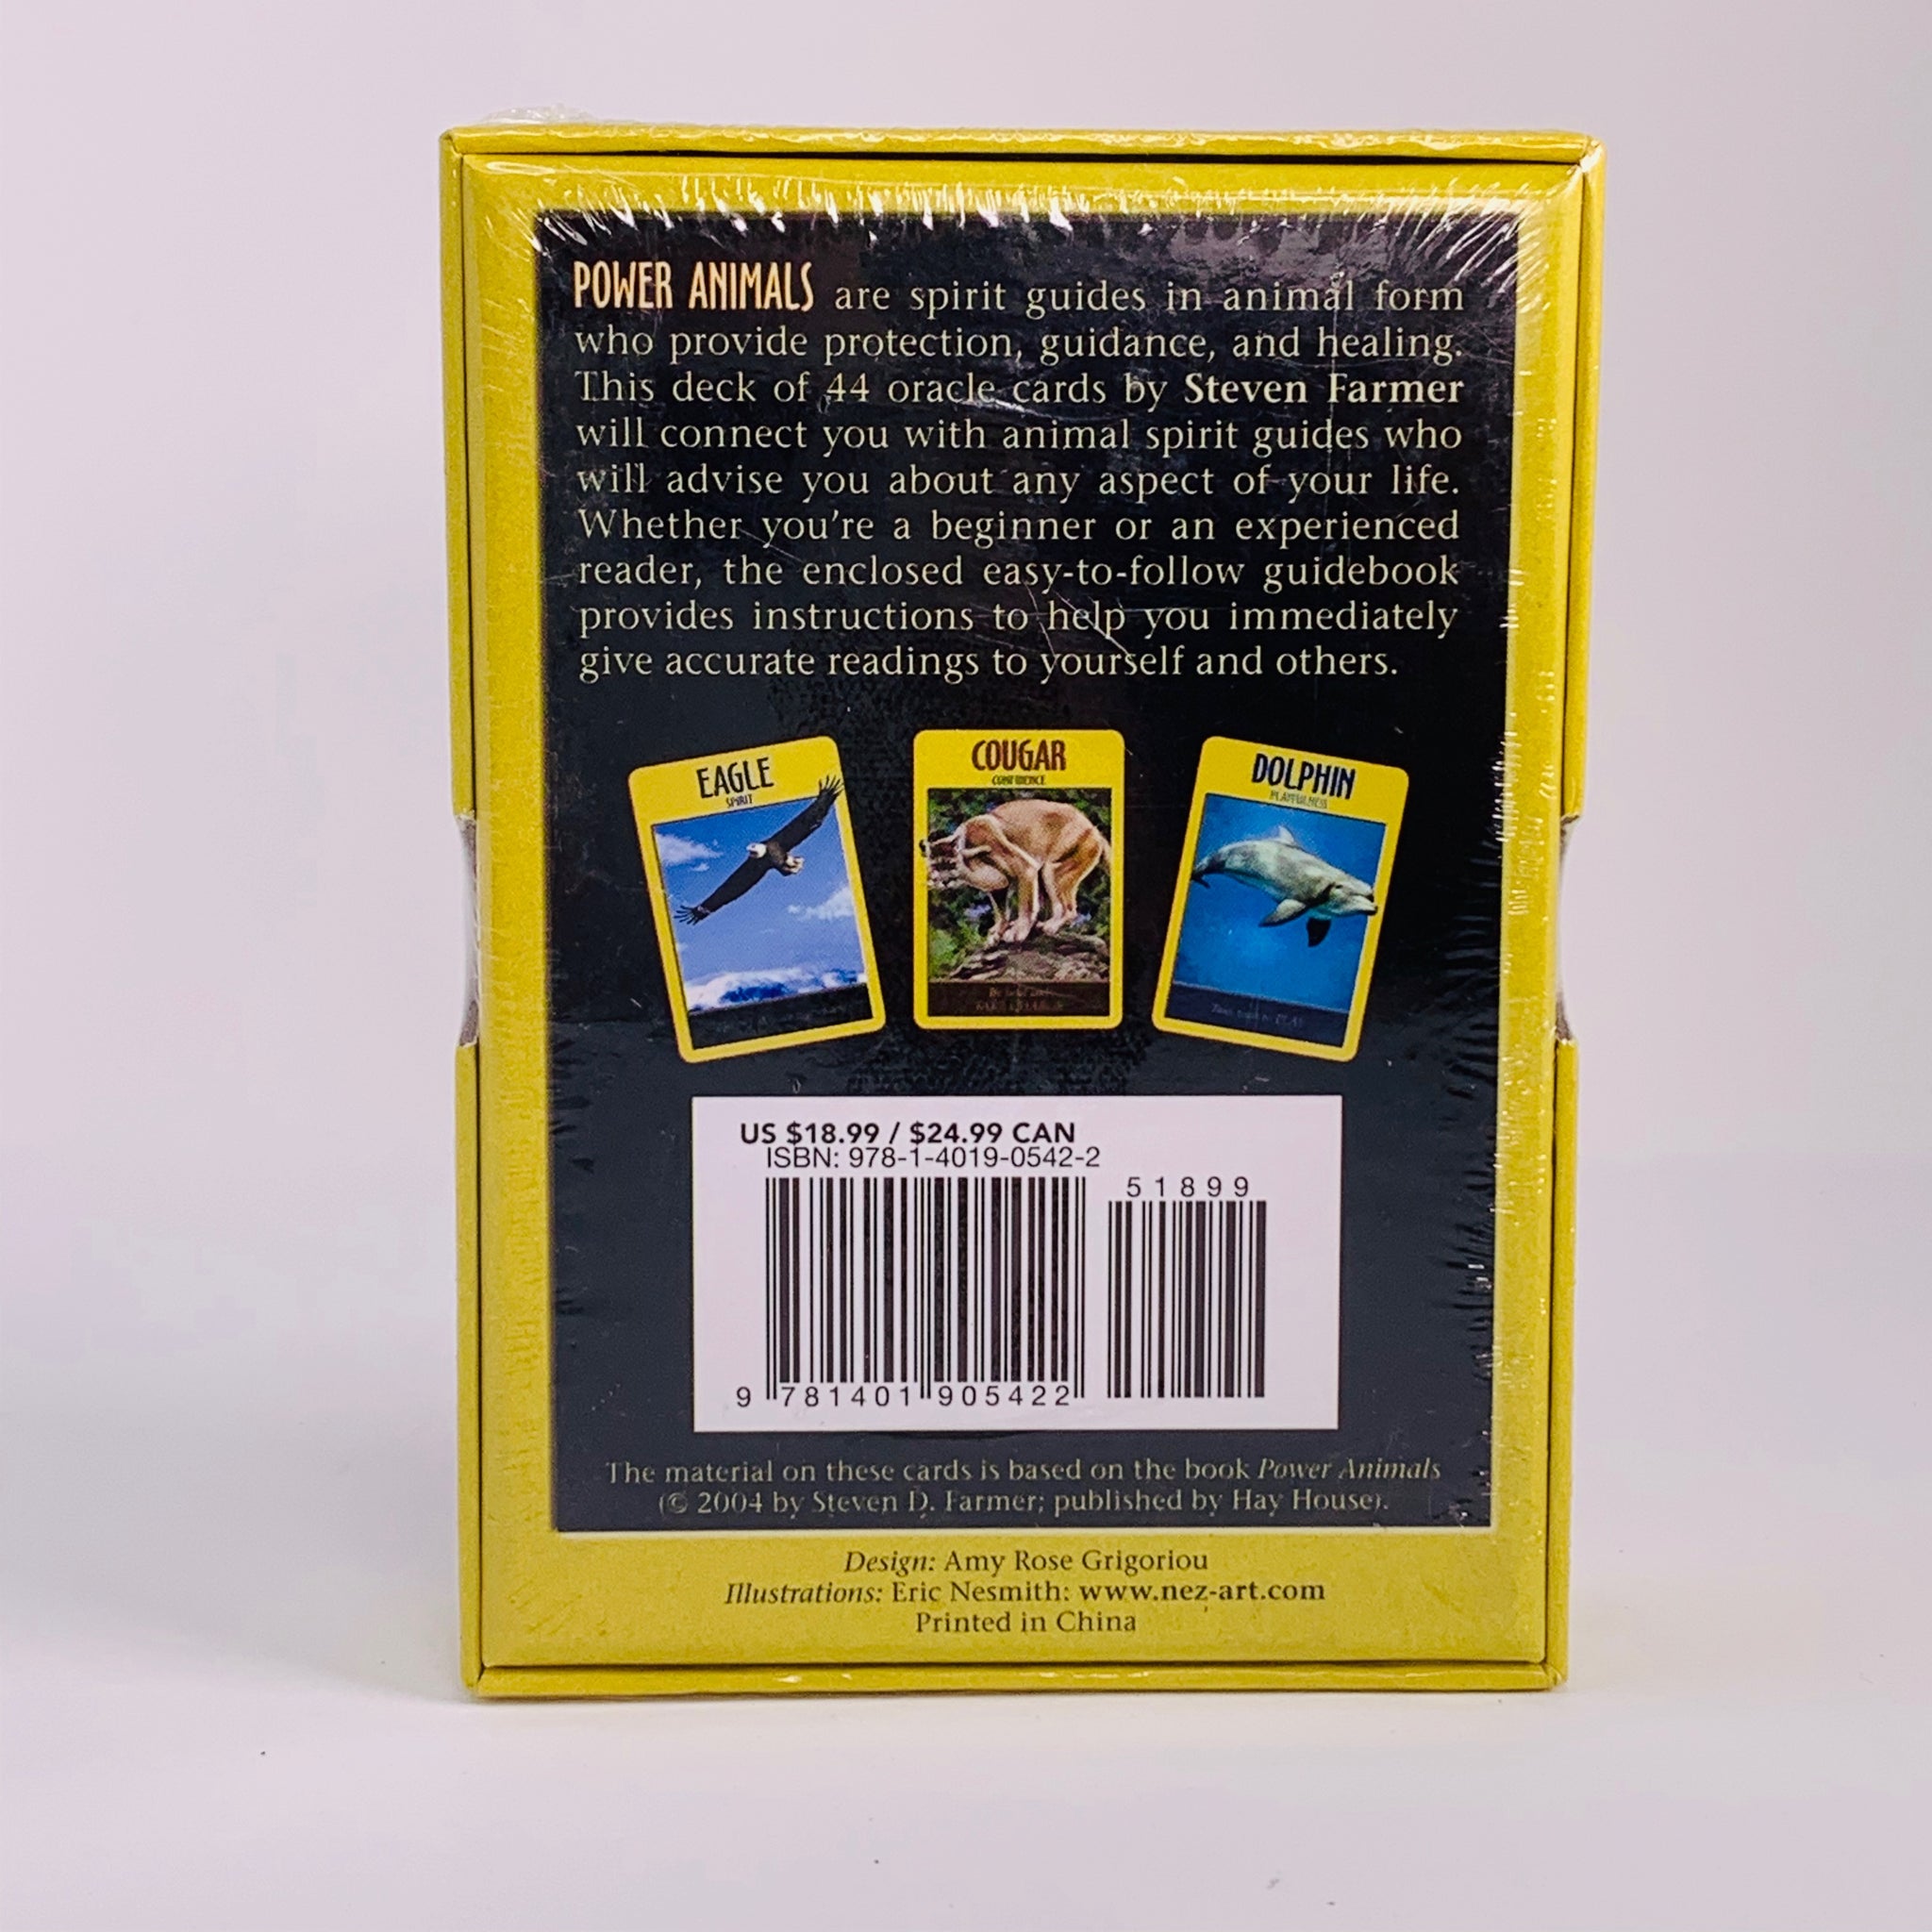 POWER ANIMALS are spirit guides in animal form
who provide protection, guidance, and healing.
This deck of 44 oracle cards by Steven Farmer
will connect you with animal spirit guides who
will advise you about any aspect of your life.
Whether you're a beginner or an experienced
reader, the enclosed easy-to-follow guidebook
provides instructions to help you immediately
give accurate readings to yourself and others.
EAGLE
SPIRIT
COUGAR
CONFIDENCE
DOLPHIN
PLAYFULNESS
US $18.99 / $24.99 CAN
ISBN: 978-1-4019-0542-2
51899
9 781401 905422
The material on these cards is based on the book Power Animals
(© 2004 by Steven D. Farmer; published by Hay House).
Design: Amy Rose Grigoriou
Illustrations: Eric Nesmith: www.nez-art.com
Printed in China